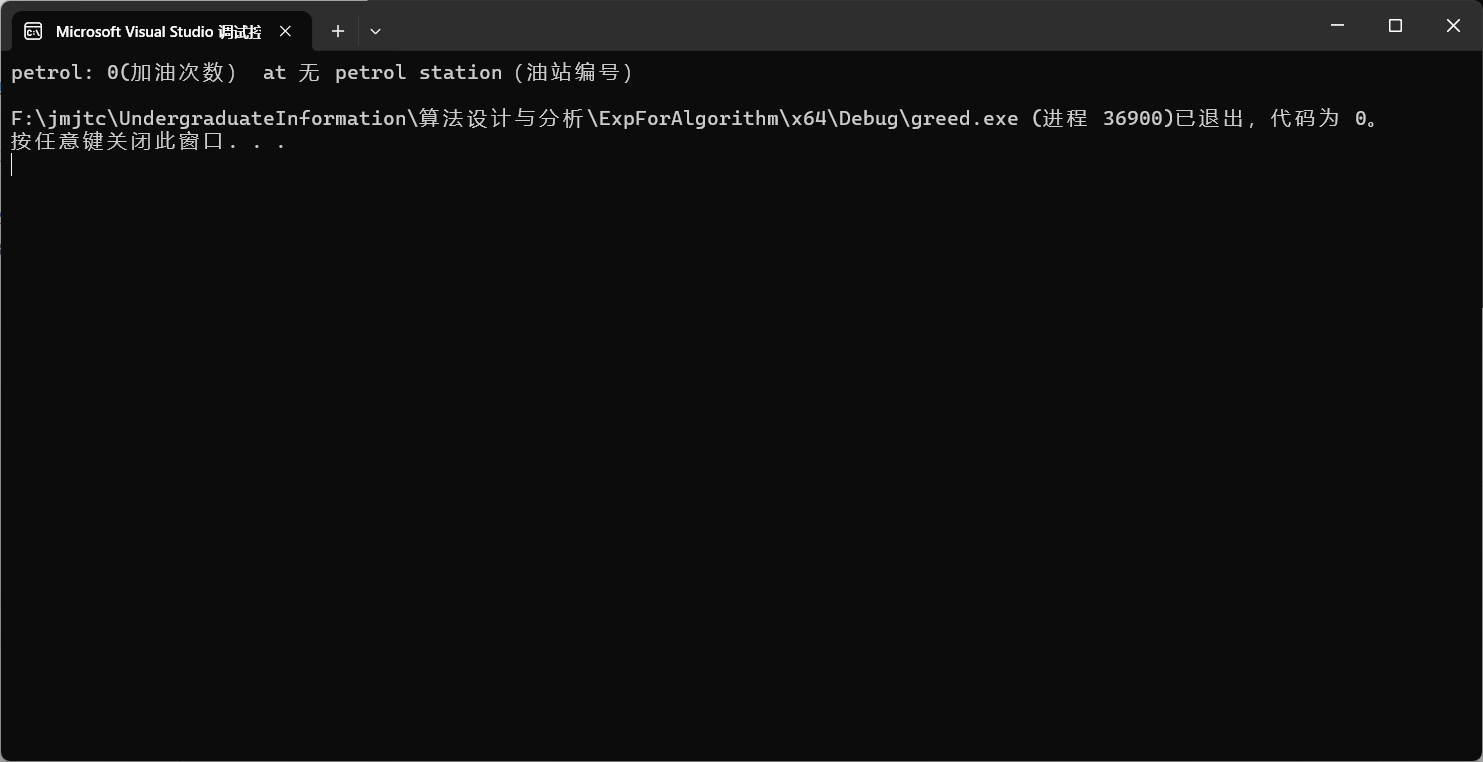 Microsoft Visual Studio 调试控
petrol: 0(加油次数） at 无 petrol station（油站编号）
F:\jmjtc\UndergraduateInformation\算法设计与分析\ExpForAlgorithm\x64\Debug\greed.exe (进程 36900)已退出，代码为 0。
按任意键关闭此窗口. . .